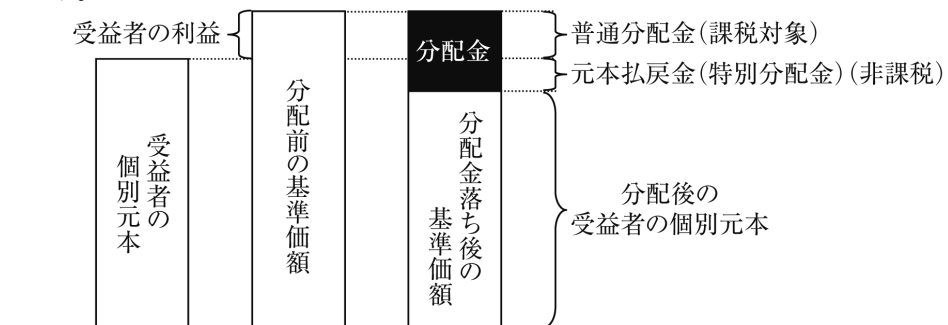 受益者の利益
分配金
普通分配金(課税対象)
元本払戻金(特別分配金)(非課税)
受益者の
個別元本
分配前の基準価額
分配金落ち後の
基準価額
分配後の
受益者の個別元本